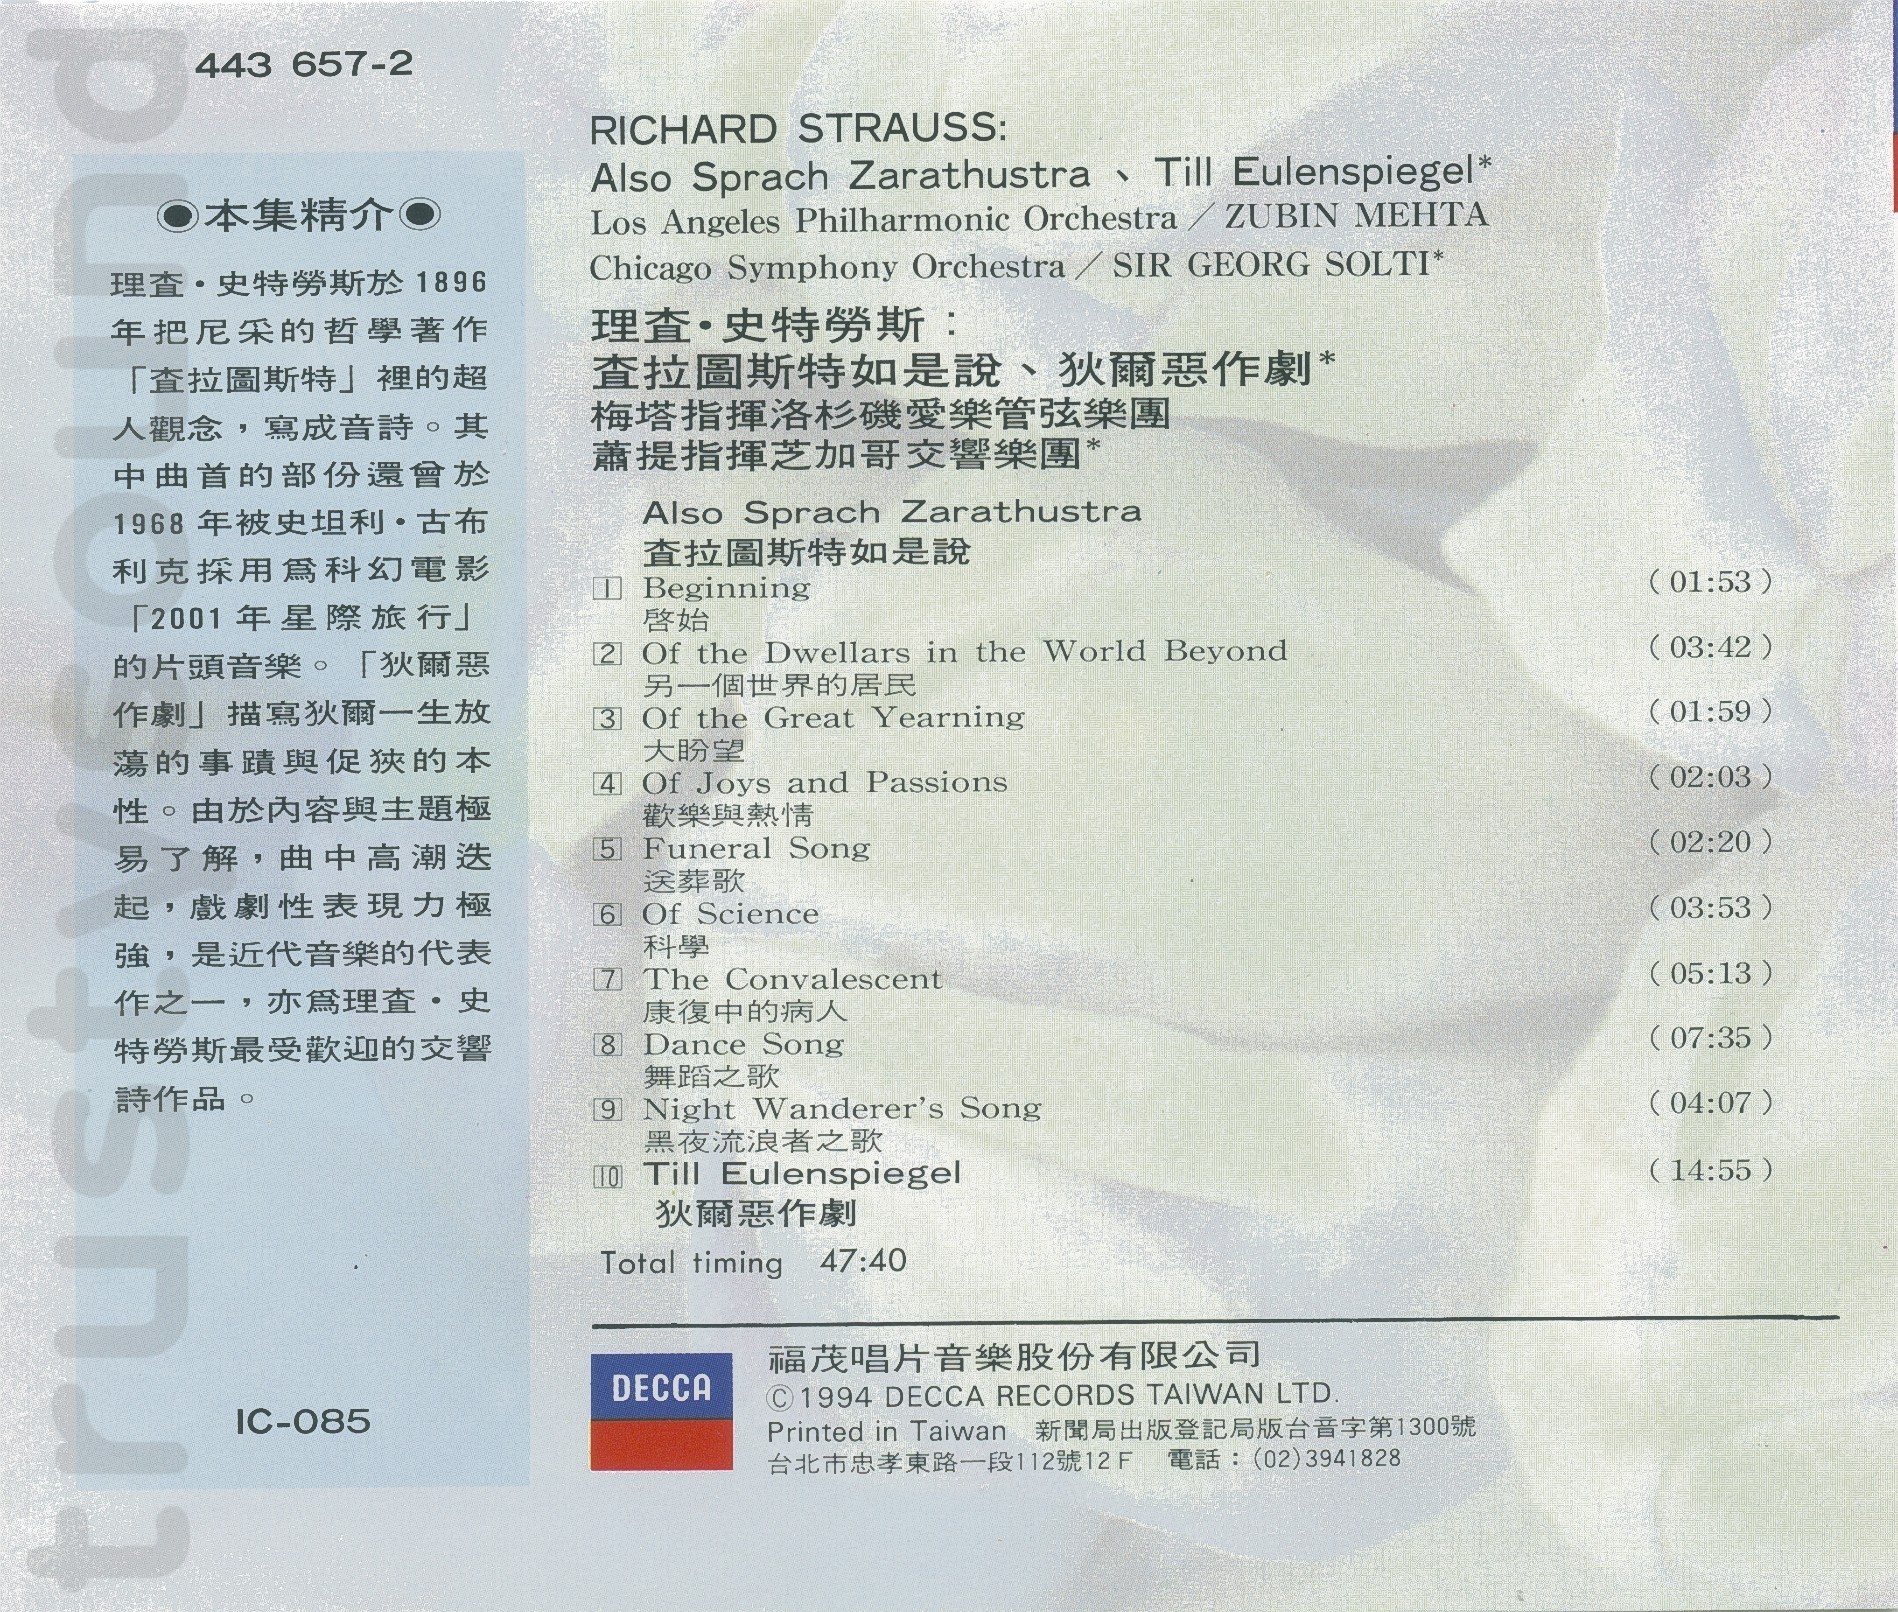 443 657-2
◉本集精介◉
理查·史特勞斯於1896
年把尼采的哲學著作
「查拉圖斯特」裡的超
人觀念，寫成音詩。其
中曲首的部份還曾於
1968年被史坦利·古布
利克採用爲科幻電影
「2001年星際旅行」
的片頭音樂。「狄爾惡
作劇」描寫狄爾一生放
蕩的事蹟與促狹的本
性。由於內容與主題極
易了解，曲中高潮迭
起，戲劇性表現力極
強，是近代音樂的代表
作之一，亦爲理查·史
特勞斯最受歡迎的交響
詩作品。
IC-085
trustysound
RICHARD STRAUSS:
Also Sprach Zarathustra、Till Eulenspiegel*
Los Angeles Philharmonic Orchestra／ZUBIN MEHTA
Chicago Symphony Orchestra／SIR GEORG SOLTI*
理查·史特勞斯：
查拉圖斯特如是說、狄爾惡作劇*
梅塔指揮洛杉磯愛樂管弦樂團
蕭提指揮芝加哥交響樂團*
Also Sprach Zarathustra
查拉圖斯特如是說
1 Beginning (01:53)
啓始
2 Of the Dwellars in the World Beyond (03:42)
另一個世界的居民
3 Of the Great Yearning (01:59)
大盼望
4 Of Joys and Passions (02:03)
歡樂與熱情
5 Funeral Song (02:20)
送葬歌
6 Of Science (03:53)
科學
7 The Convalescent (05:13)
康復中的病人
8 Dance Song (07:35)
舞蹈之歌
9 Night Wanderer's Song (04:07)
黑夜流浪者之歌
10 Till Eulenspiegel (14:55)
狄爾惡作劇
Total timing 47:40
DECCA
福茂唱片音樂股份有限公司
©1994 DECCA RECORDS TAIWAN LTD.
Printed in Taiwan 新聞局出版登記局版台音字第1300號
台北市忠孝東路一段112號12F 電話：(02)3941828